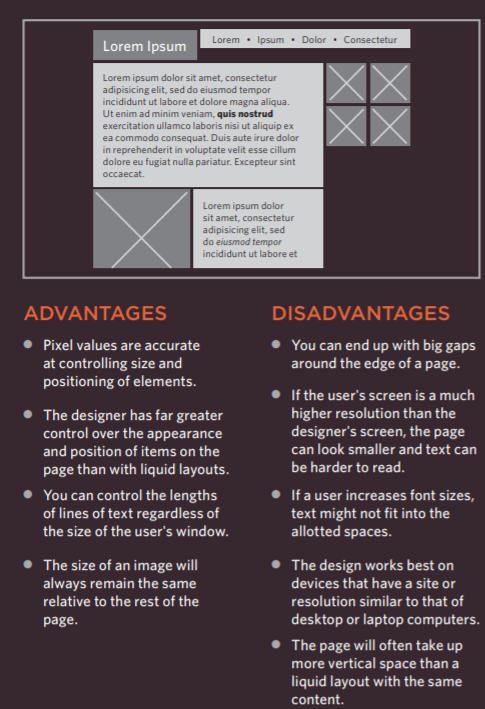 Lorem Ipsum
Lorem • Ipsum • Dolor • Consectetur
Lorem ipsum dolor sit amet, consectetur
adipisicing elit, sed do eiusmod tempor
incididunt ut labore et dolore magna aliqua.
Ut enim ad minim veniam, quis nostrud
exercitation ullamco laboris nisi ut aliquip ex
ea commodo consequat. Duis aute irure dolor
in reprehenderit in voluptate velit esse cillum
dolore eu fugiat nulla pariatur. Excepteur sint
occaecat.
Lorem ipsum dolor
sit amet, consectetur
adipisicing elit, sed
do eiusmod tempor
incididunt ut labore et
ADVANTAGES
Pixel values are accurate
at controlling size and
positioning of elements.
The designer has far greater
control over the appearance
and position of items on the
page than with liquid layouts.
You can control the lengths
of lines of text regardless of
the size of the user's window.
The size of an image will
always remain the same
relative to the rest of the
page.
DISADVANTAGES
You can end up with big gaps
around the edge of a page.
If the user's screen is a much
higher resolution than the
designer's screen, the page
can look smaller and text can
be harder to read.
If a user increases font sizes,
text might not fit into the
allotted spaces.
The design works best on
devices that have a site or
resolution similar to that of
desktop or laptop computers.
The page will often take up
more vertical space than a
liquid layout with the same
content.